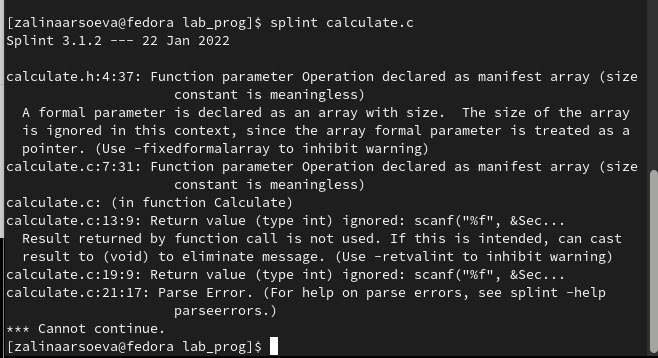 [zalinaarsoeva@fedora lab_prog]$ splint calculate.c
Splint 3.1.2 --- 22 Jan 2022
calculate.h:4:37: Function parameter Operation declared as manifest array (size
constant is meaningless)
A formal parameter is declared as an array with size.  The size of the array
is ignored in this context, since the array formal parameter is treated as a
pointer. (Use -fixedformalarray to inhibit warning)
calculate.c:7:31: Function parameter Operation declared as manifest array (size
constant is meaningless)
calculate.c: (in function Calculate)
calculate.c:13:9: Return value (type int) ignored: scanf("%f", &Sec...
Result returned by function call is not used. If this is intended, can cast
result to (void) to eliminate message. (Use -retvalint to inhibit warning)
calculate.c:19:9: Return value (type int) ignored: scanf("%f", &Sec...
calculate.c:21:17: Parse Error. (For help on parse errors, see splint -help
parseerrors.)
*** Cannot continue.
[zalinaarsoeva@fedora lab_prog]$